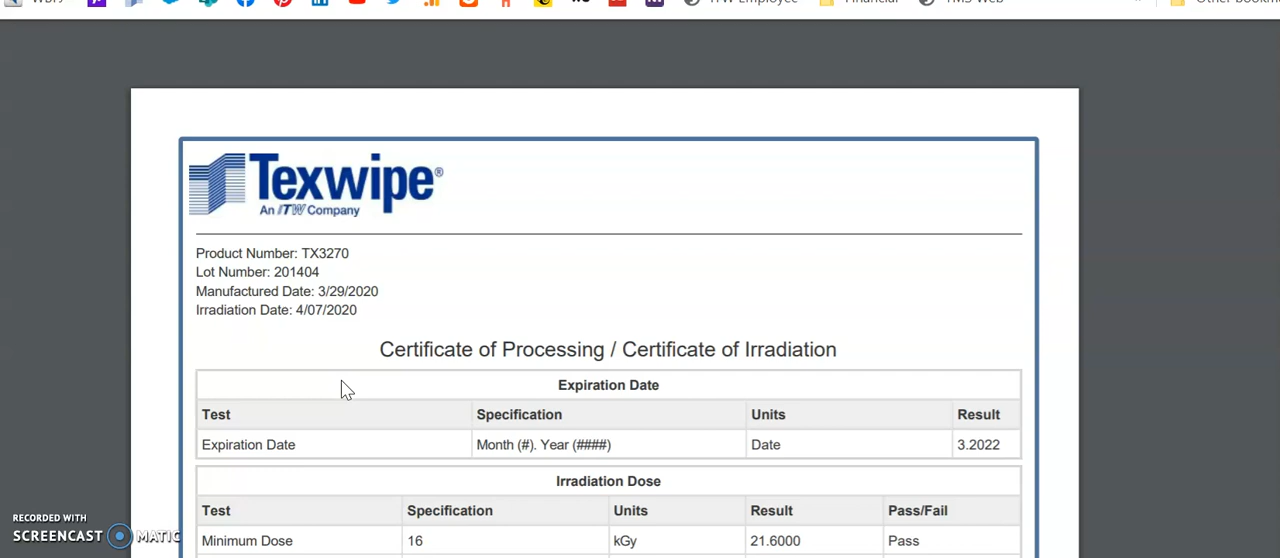 Texwipe®
An ITW Company
Product Number: TX3270
Lot Number: 201404
Manufactured Date: 3/29/2020
Irradiation Date: 4/07/2020
Certificate of Processing / Certificate of Irradiation
Expiration Date
Test Specification Units Result
Expiration Date Month (#). Year (####) Date 3.2022
Irradiation Dose
Test Specification Units Result Pass/Fail
Minimum Dose 16 kGy 21.6000 Pass
RECORDED WITH
SCREENCAST MATIC